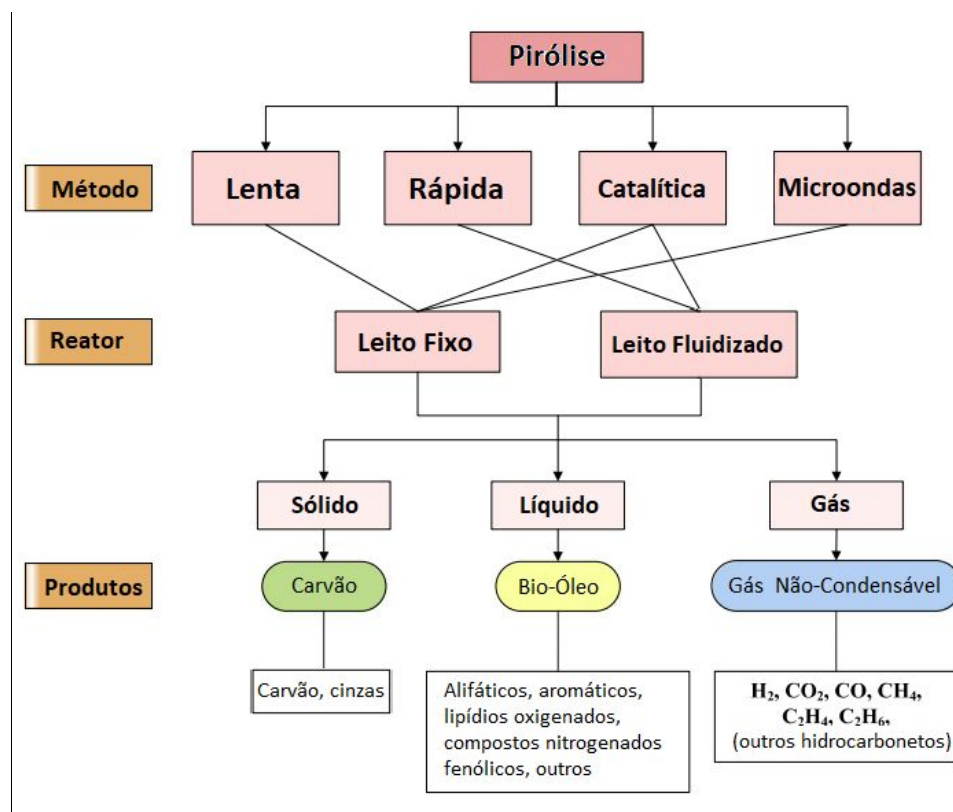 Pirólise
Método
Lenta
Rápida
Catalítica
Microondas
Reator
Leito Fixo
Leito Fluidizado
Sólido
Líquido
Gás
Produtos
Carvão
Bio-Óleo
Gás Não-Condensável
Carvão, cinzas
Alifáticos, aromáticos,
lipídios oxigenados,
compostos nitrogenados
fenólicos, outros
H₂, CO₂, CO, CH₄,
C₂H₄, C₂H₆,
(outros hidrocarbonetos)